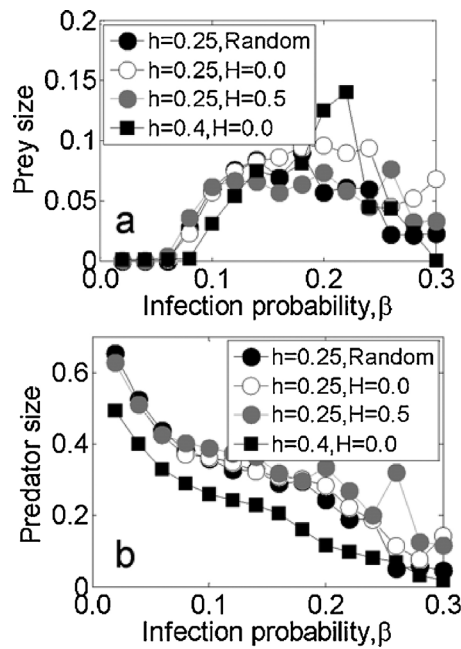 0.2
0.15
0.1
0.05
0
Prey size
h=0.25,Random
h=0.25,H=0.0
h=0.25,H=0.5
h=0.4,H=0.0
a
0.0 0.1 0.2 0.3
Infection probability,β
0.6
0.4
0.2
0
Predator size
h=0.25,Random
h=0.25,H=0.0
h=0.25,H=0.5
h=0.4,H=0.0
b
0.0 0.1 0.2 0.3
Infection probability,β